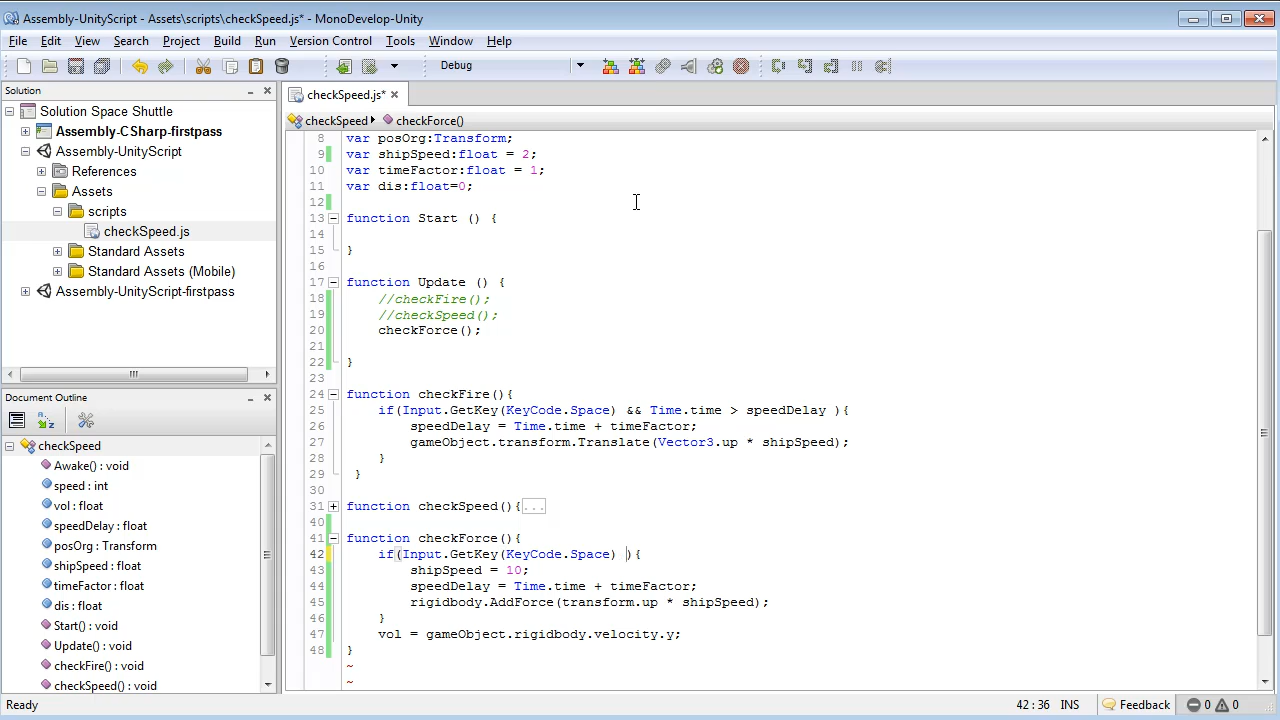 Assembly-UnityScript - Assets\scripts\checkSpeed.js* - MonoDevelop-Unity
File Edit View Search Project Build Run Version Control Tools Window Help
Debug
Solution
Solution Space Shuttle
Assembly-CSharp-firstpass
Assembly-UnityScript
References
Assets
scripts
checkSpeed.js
Standard Assets
Standard Assets (Mobile)
Assembly-UnityScript-firstpass
Document Outline
checkSpeed
Awake() : void
speed : int
vol : float
speedDelay : float
posOrg : Transform
shipSpeed : float
timeFactor : float
dis : float
Start() : void
Update() : void
checkFire() : void
checkSpeed() : void
checkSpeed.js*
checkSpeed checkForce()
8 var posOrg:Transform;
9 var shipSpeed:float = 2;
10 var timeFactor:float = 1;
11 var dis:float=0;
12
13 function Start () {
14
15 }
16
17 function Update () {
18 //checkFire();
19 //checkSpeed();
20 checkForce();
21
22 }
23
24 function checkFire(){
25 if(Input.GetKey(KeyCode.Space) && Time.time > speedDelay ){
26 speedDelay = Time.time + timeFactor;
27 gameObject.transform.Translate(Vector3.up * shipSpeed);
28 }
29 }
30
31 function checkSpeed(){...
40
41 function checkForce(){
42 if(Input.GetKey(KeyCode.Space) ){
43 shipSpeed = 10;
44 speedDelay = Time.time + timeFactor;
45 rigidbody.AddForce(transform.up * shipSpeed);
46 }
47 vol = gameObject.rigidbody.velocity.y;
48 }
~
~
Ready
42 : 36 INS Feedback 0 0